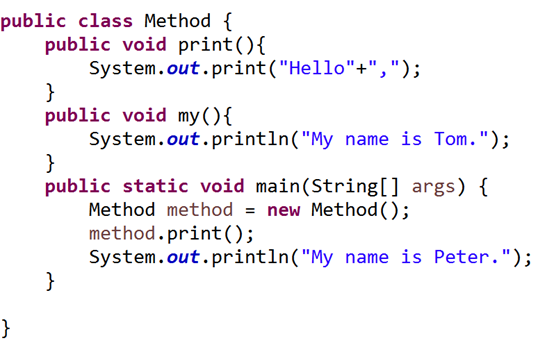 public class Method {
    public void print(){
        System.out.print("Hello"+",");
    }
    public void my(){
        System.out.println("My name is Tom.");
    }
    public static void main(String[] args) {
        Method method = new Method();
        method.print();
        System.out.println("My name is Peter.");
    }

}